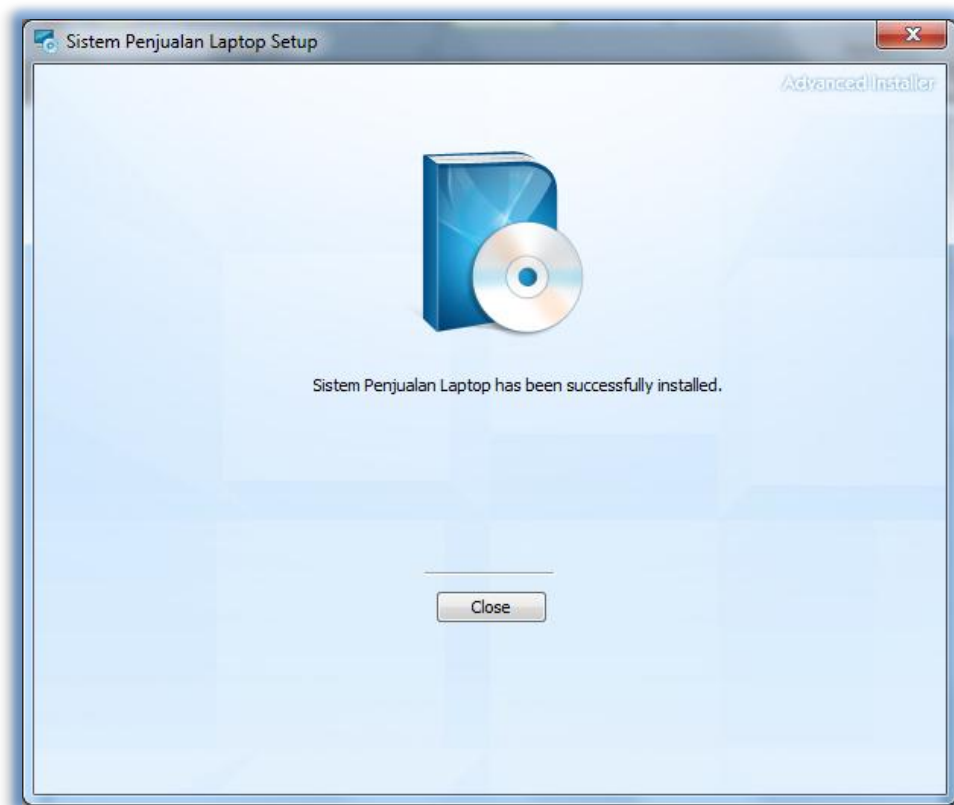 Sistem Penjualan Laptop Setup
Advanced Installer
Sistem Penjualan Laptop has been successfully installed.
Close